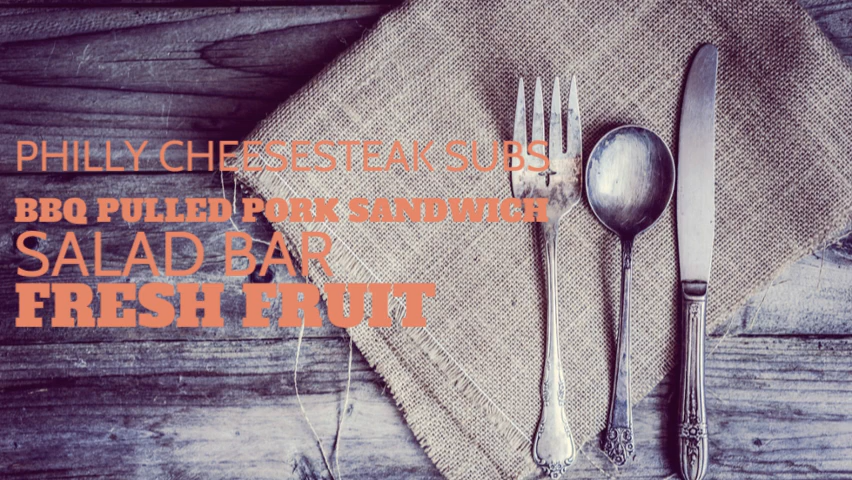 PHILLY CHEESESTEAK SUBS
BBQ PULLED PORK SANDWICH
SALAD BAR
FRESH FRUIT